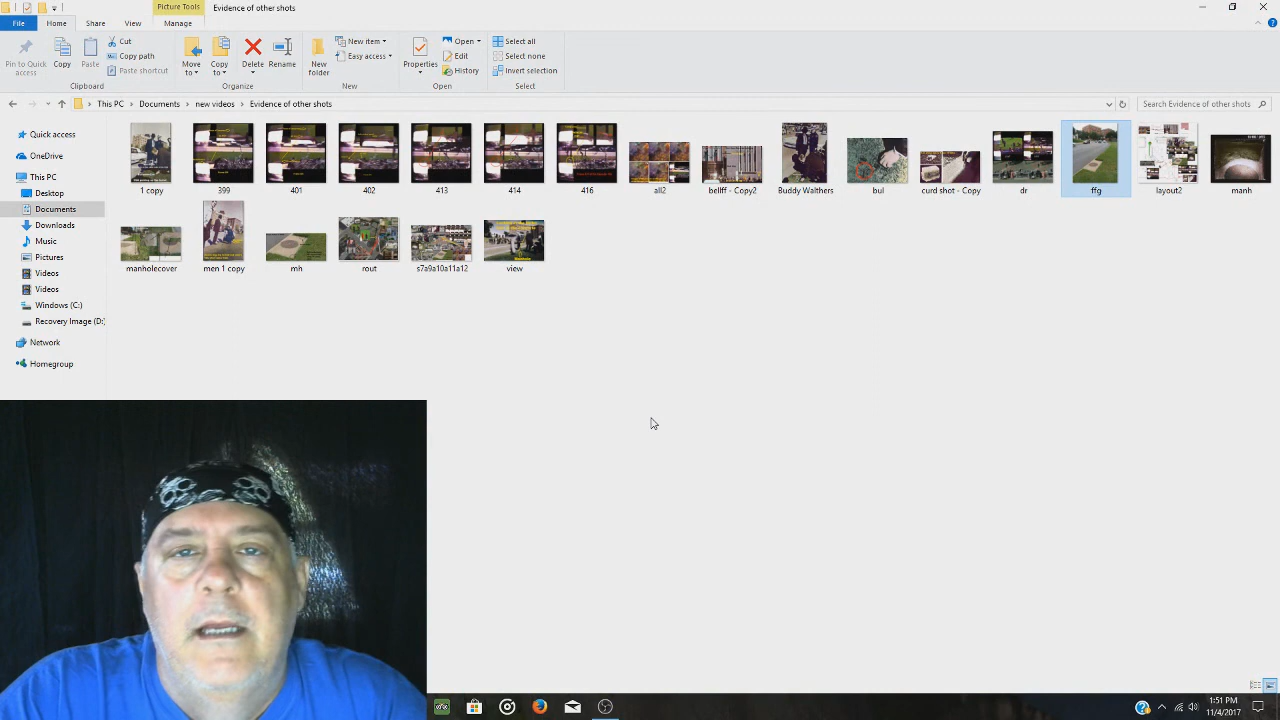 Picture Tools
Evidence of other shots
File
Home
Share
View
Manage
Pin to Quick access
Copy
Paste
Cut
Copy path
Paste shortcut
Clipboard
Move to
Copy to
Delete
Rename
Organize
New folder
New item
Easy access
New
Properties
Open
Edit
History
Open
Select all
Select none
Invert selection
Select
This PC
Documents
new videos
Evidence of other shots
Search Evidence of other shots
Quick access
OneDrive
This PC
Desktop
Documents
Downloads
Music
Pictures
Videos
Videos
Windows (C:)
Recovery Image (D:)
Network
Homegroup
1 copy
399
401
402
413
414
416
all2
bellff - Copy2
Buddy Walthers
bul
curd shot - Copy
dr
ffg
layout2
manh
manholecover
men 1 copy
mh
rout
s7a9a10a11a12
view
1:51 PM
11/4/2017